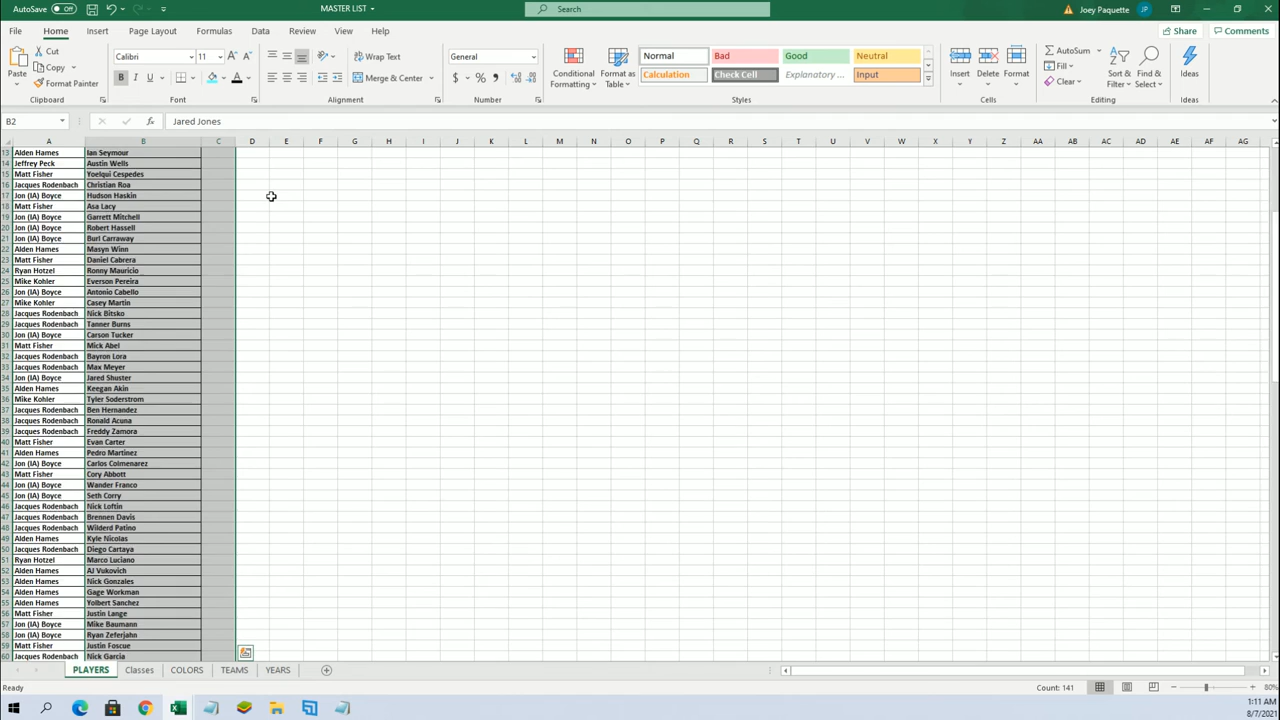 AutoSave Off MASTER LIST Search Joey Paquette JP
File Home Insert Page Layout Formulas Data Review View Help Share Comments
Paste Cut Copy Format Painter Clipboard
Calibri 11 A A B I U A Font
Wrap Text Merge & Center Alignment
General $ % Number
Conditional Formatting Format as Table
Normal Bad Good Neutral
Calculation Check Cell Explanatory ... Input
Styles
Insert Delete Format Cells
AutoSum Fill Clear Sort & Filter Find & Select Editing
Ideas Ideas
B2 Jared Jones
A B C D E F G H I J K L M N O P Q R S T U V W X Y Z AA AB AC AD AE AF AG
13 Alden Hames Ian Seymour
14 Jeffrey Peck Austin Wells
15 Matt Fisher Yoelqui Cespedes
16 Jacques Rodenbach Christian Roa
17 Jon (IA) Boyce Hudson Haskin
18 Matt Fisher Asa Lacy
19 Jon (IA) Boyce Garrett Mitchell
20 Jon (IA) Boyce Robert Hassell
21 Jon (IA) Boyce Burl Carraway
22 Alden Hames Masyn Winn
23 Matt Fisher Daniel Cabrera
24 Ryan Hotzel Ronny Mauricio
25 Mike Kohler Everson Pereira
26 Jon (IA) Boyce Antonio Cabello
27 Mike Kohler Casey Martin
28 Jacques Rodenbach Nick Bitsko
29 Jacques Rodenbach Tanner Burns
30 Jon (IA) Boyce Carson Tucker
31 Matt Fisher Mick Abel
32 Jacques Rodenbach Bayron Lora
33 Jacques Rodenbach Max Meyer
34 Jon (IA) Boyce Jared Shuster
35 Alden Hames Keegan Akin
36 Mike Kohler Tyler Soderstrom
37 Jacques Rodenbach Ben Hernandez
38 Jacques Rodenbach Ronald Acuna
39 Jacques Rodenbach Freddy Zamora
40 Matt Fisher Evan Carter
41 Alden Hames Pedro Martinez
42 Jon (IA) Boyce Carlos Colmenarez
43 Matt Fisher Cory Abbott
44 Jon (IA) Boyce Wander Franco
45 Jon (IA) Boyce Seth Corry
46 Jacques Rodenbach Nick Loftin
47 Jacques Rodenbach Brennen Davis
48 Jacques Rodenbach Wilderd Patino
49 Alden Hames Kyle Nicolas
50 Jacques Rodenbach Diego Cartaya
51 Ryan Hotzel Marco Luciano
52 Alden Hames AJ Vukovich
53 Alden Hames Nick Gonzales
54 Alden Hames Gage Workman
55 Alden Hames Yolbert Sanchez
56 Matt Fisher Justin Lange
57 Jon (IA) Boyce Mike Baumann
58 Jon (IA) Boyce Ryan Zeferjahn
59 Matt Fisher Justin Foscue
60 Jacques Rodenbach Nick Garcia
PLAYERS Classes COLORS TEAMS YEARS
Ready Count: 141 80%
1:11 AM
8/7/2021